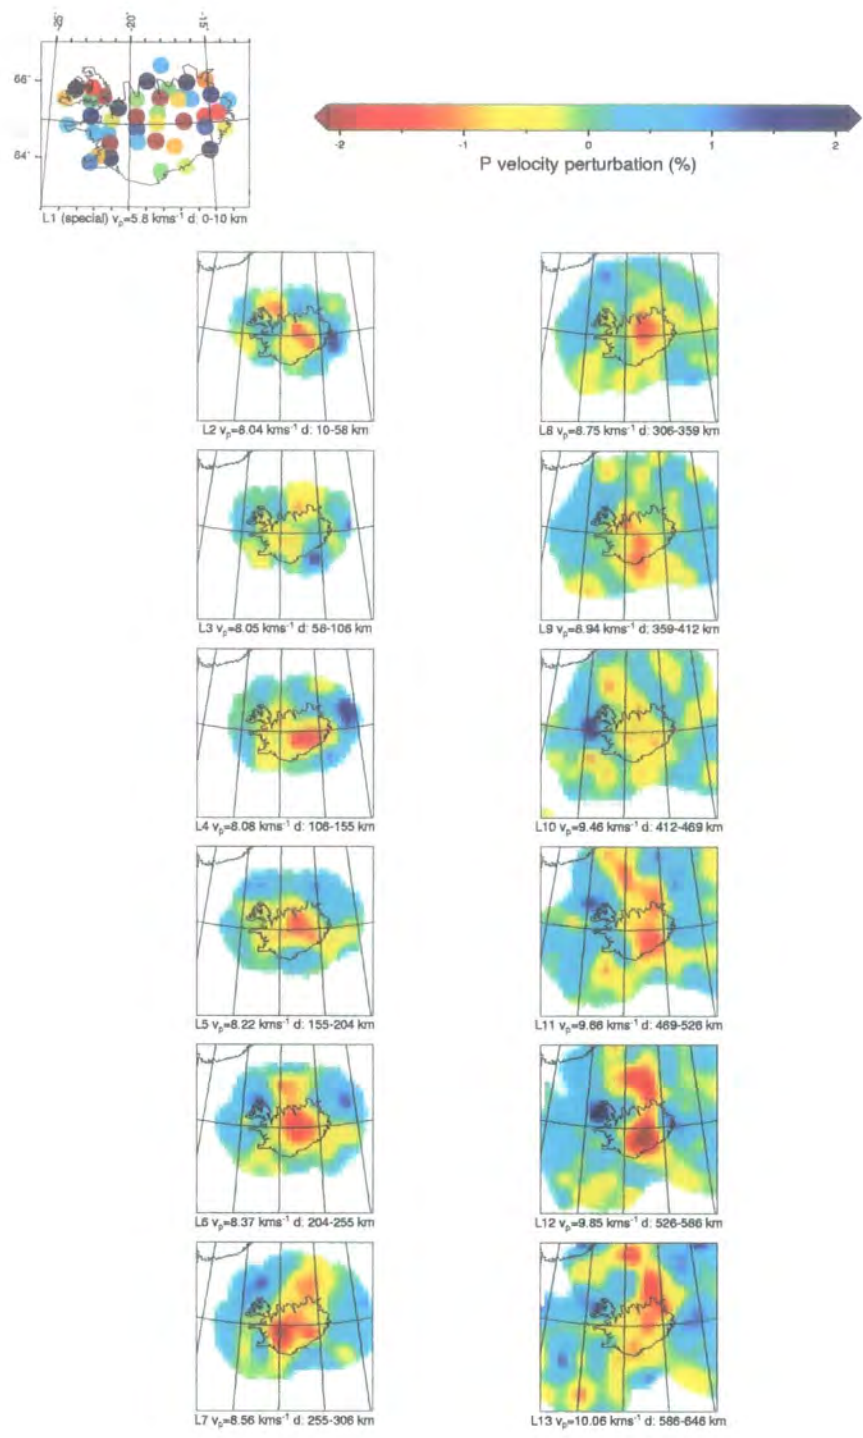 -25˚ -20˚ -15˚
66˚
64˚
L1 (special) vp=5.8 kms-1 d: 0-10 km
-2 -1 0 1 2
P velocity perturbation (%)
L2 vp=8.04 kms-1 d: 10-58 km
L3 vp=8.05 kms-1 d: 58-106 km
L4 vp=8.08 kms-1 d: 106-155 km
L5 vp=8.22 kms-1 d: 155-204 km
L6 vp=8.37 kms-1 d: 204-255 km
L7 vp=8.56 kms-1 d: 255-306 km
L8 vp=8.75 kms-1 d: 306-359 km
L9 vp=8.94 kms-1 d: 359-412 km
L10 vp=9.46 kms-1 d: 412-469 km
L11 vp=9.66 kms-1 d: 469-526 km
L12 vp=9.85 kms-1 d: 526-586 km
L13 vp=10.06 kms-1 d: 586-646 km